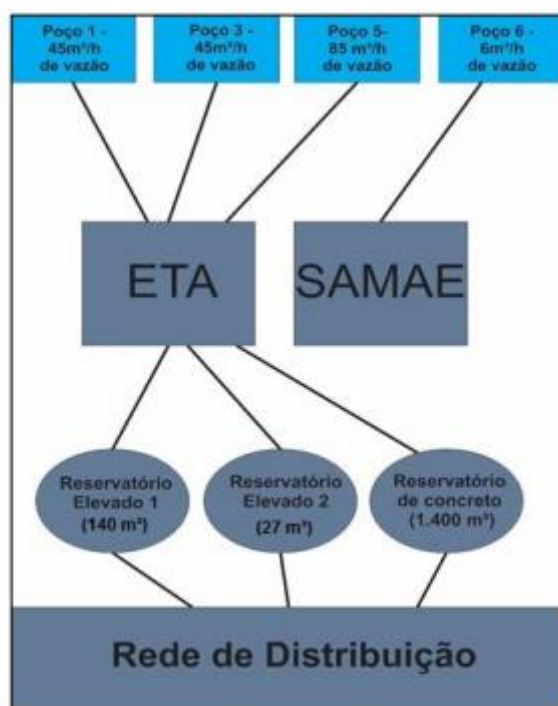 Poço 1 -
45m³/h
de vazão
Poço 3 -
45m³/h
de vazão
Poço 5-
85 m³/h
de vazão
Poço 6 -
6m³/h
de vazão
ETA
SAMAE
Reservatório
Elevado 1
(140 m³)
Reservatório
Elevado 2
(27 m³)
Reservatório
de concreto
(1.400 m³)
Rede de Distribuição